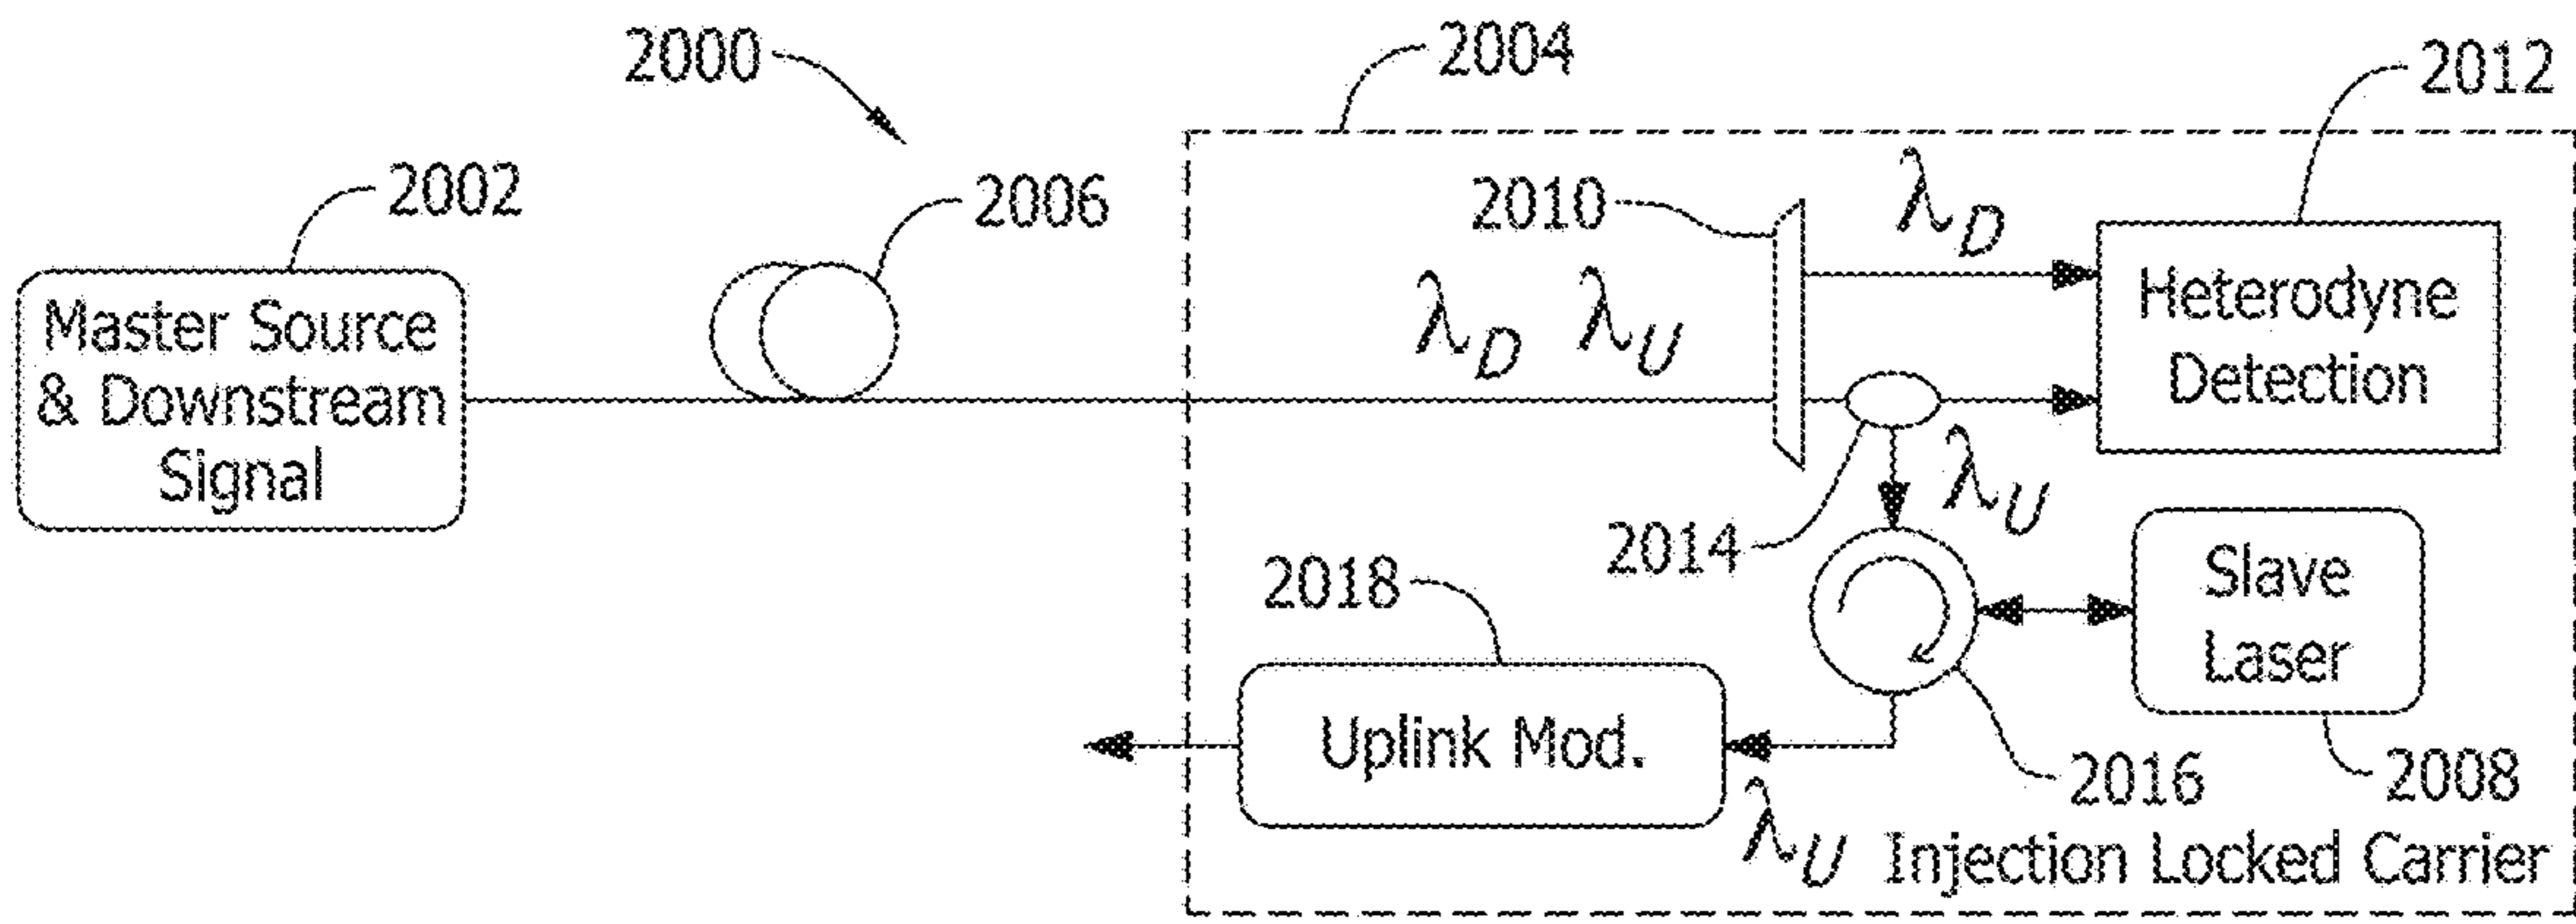 2000
2004
2012
2002
2006
2010
λD
Master Source
& Downstream
Signal
λD λU
Heterodyne
Detection
λU
2014
2018
Slave
Laser
Uplink Mod.
2016
2008
λU Injection Locked Carrier